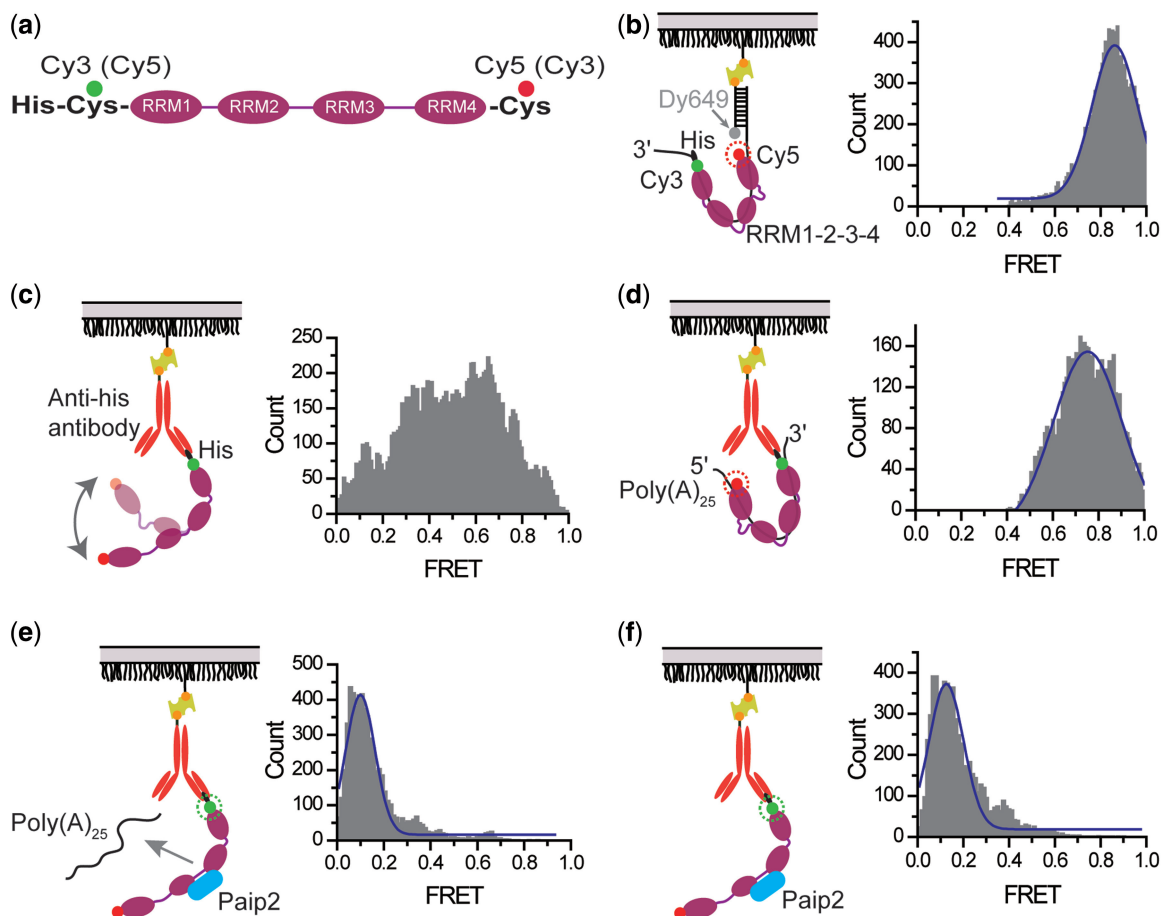 (a)
Cy3 (Cy5)
Cy5 (Cy3)
His-Cys-
RRM1
RRM2
RRM3
RRM4
-Cys
(b)
Dy649
3'
His
Cy5
Cy3
RRM1-2-3-4
Count
400
300
200
100
0
0.0 0.2 0.4 0.6 0.8 1.0
FRET
(c)
Anti-his
antibody
His
Count
250
200
150
100
50
0
0.0 0.2 0.4 0.6 0.8 1.0
FRET
(d)
3'
5'
Poly(A)25
Count
160
120
80
40
0
0.0 0.2 0.4 0.6 0.8 1.0
FRET
(e)
Poly(A)25
Paip2
Count
500
400
300
200
100
0
0.0 0.2 0.4 0.6 0.8 1.0
FRET
(f)
Paip2
Count
400
300
200
100
0
0.0 0.2 0.4 0.6 0.8 1.0
FRET